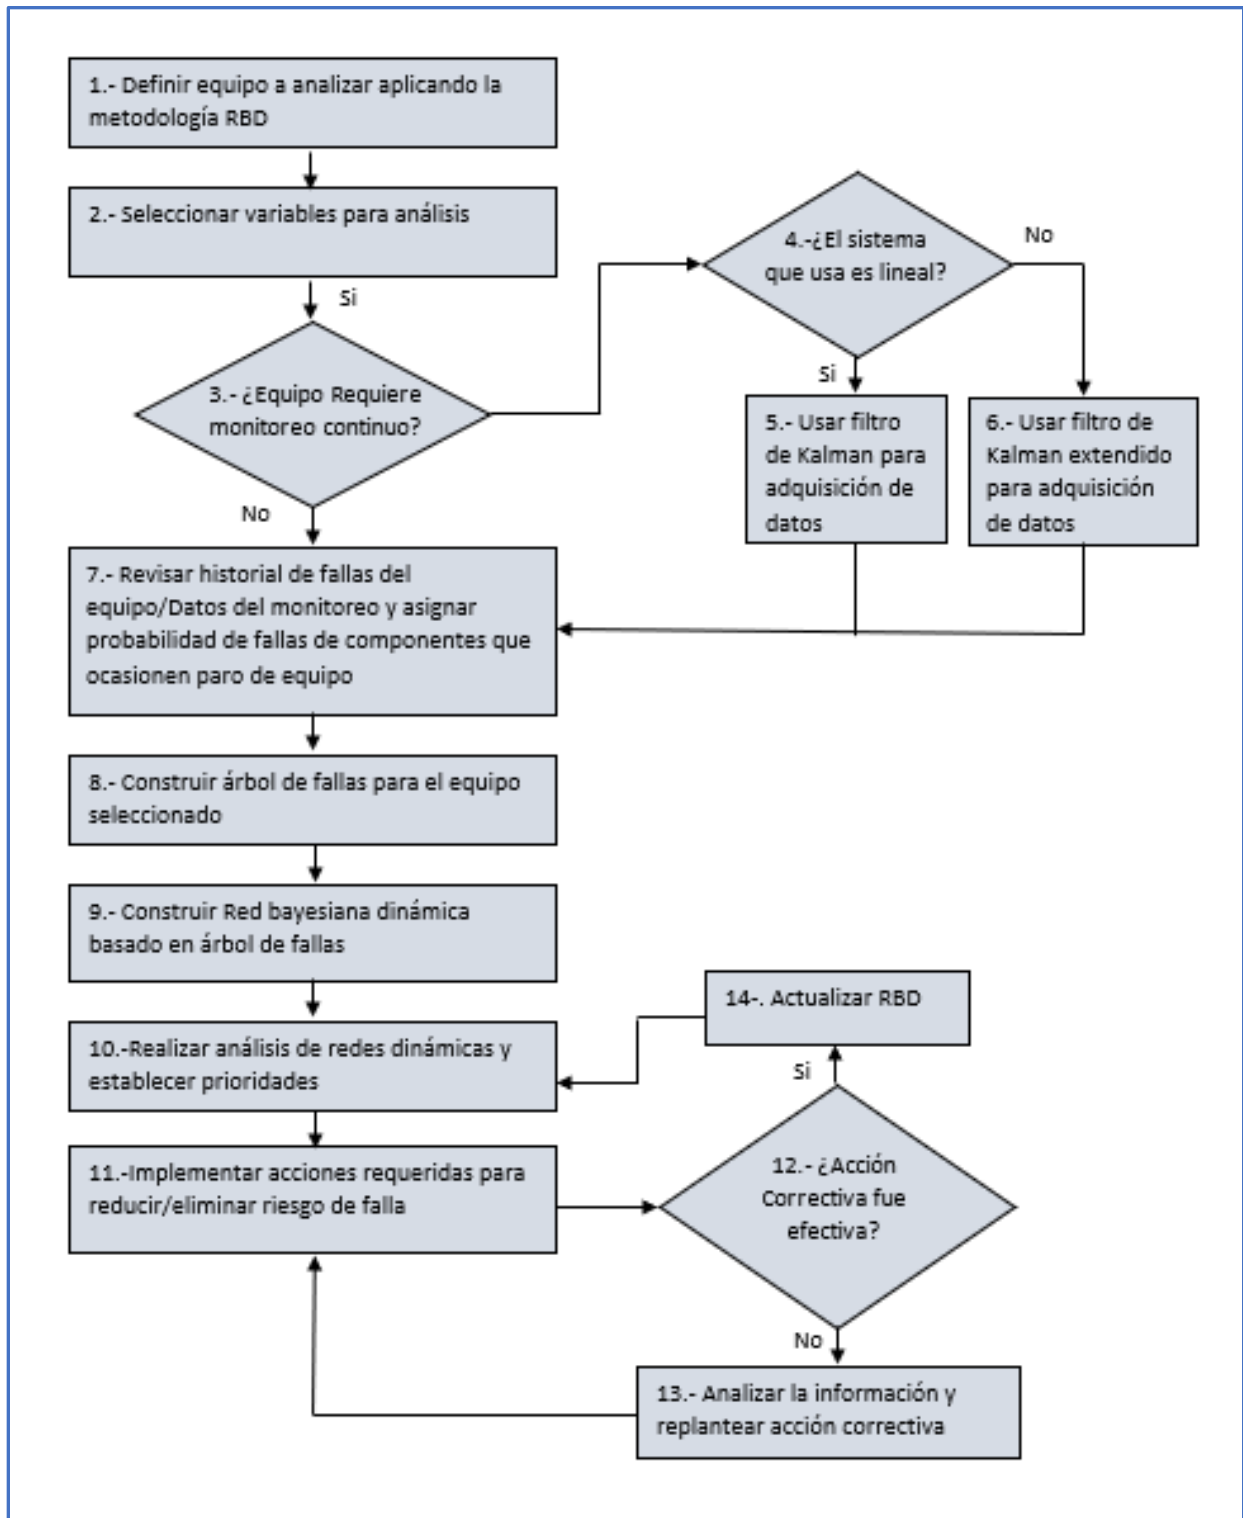 1.- Definir equipo a analizar aplicando la
metodología RBD
2.- Seleccionar variables para análisis
Si
3.- ¿Equipo Requiere
monitoreo continuo?
No
4.-¿El sistema
que usa es lineal?
No
Si
5.- Usar filtro
de Kalman para
adquisición de
datos
6.- Usar filtro de
Kalman extendido
para adquisición
de datos
7.- Revisar historial de fallas del
equipo/Datos del monitoreo y asignar
probabilidad de fallas de componentes que
ocasionen paro de equipo
8.- Construir árbol de fallas para el equipo
seleccionado
9.- Construir Red bayesiana dinámica
basado en árbol de fallas
10.-Realizar análisis de redes dinámicas y
establecer prioridades
11.-Implementar acciones requeridas para
reducir/eliminar riesgo de falla
12.- ¿Acción
Correctiva fue
efectiva?
Si
14-. Actualizar RBD
No
13.- Analizar la información y
replantear acción correctiva